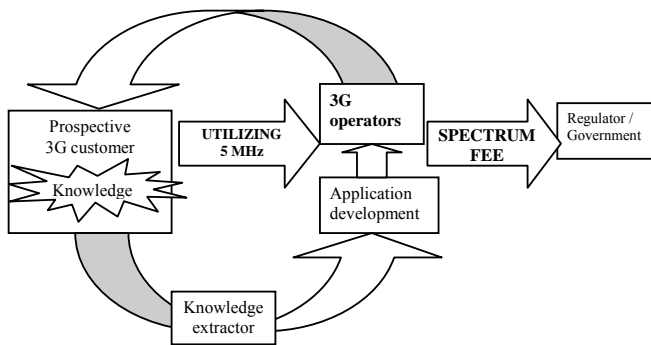 Prospective
3G customer
Knowledge
UTILIZING
5 MHz
3G
operators
SPECTRUM
FEE
Regulator /
Government
Application
development
Knowledge
extractor